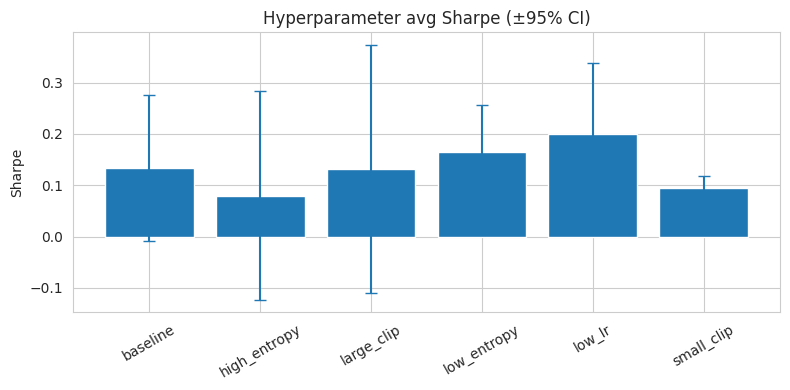 Hyperparameter avg Sharpe (±95% CI)
Sharpe
0.3
0.2
0.1
0.0
−0.1
baseline
high_entropy
large_clip
low_entropy
low_lr
small_clip